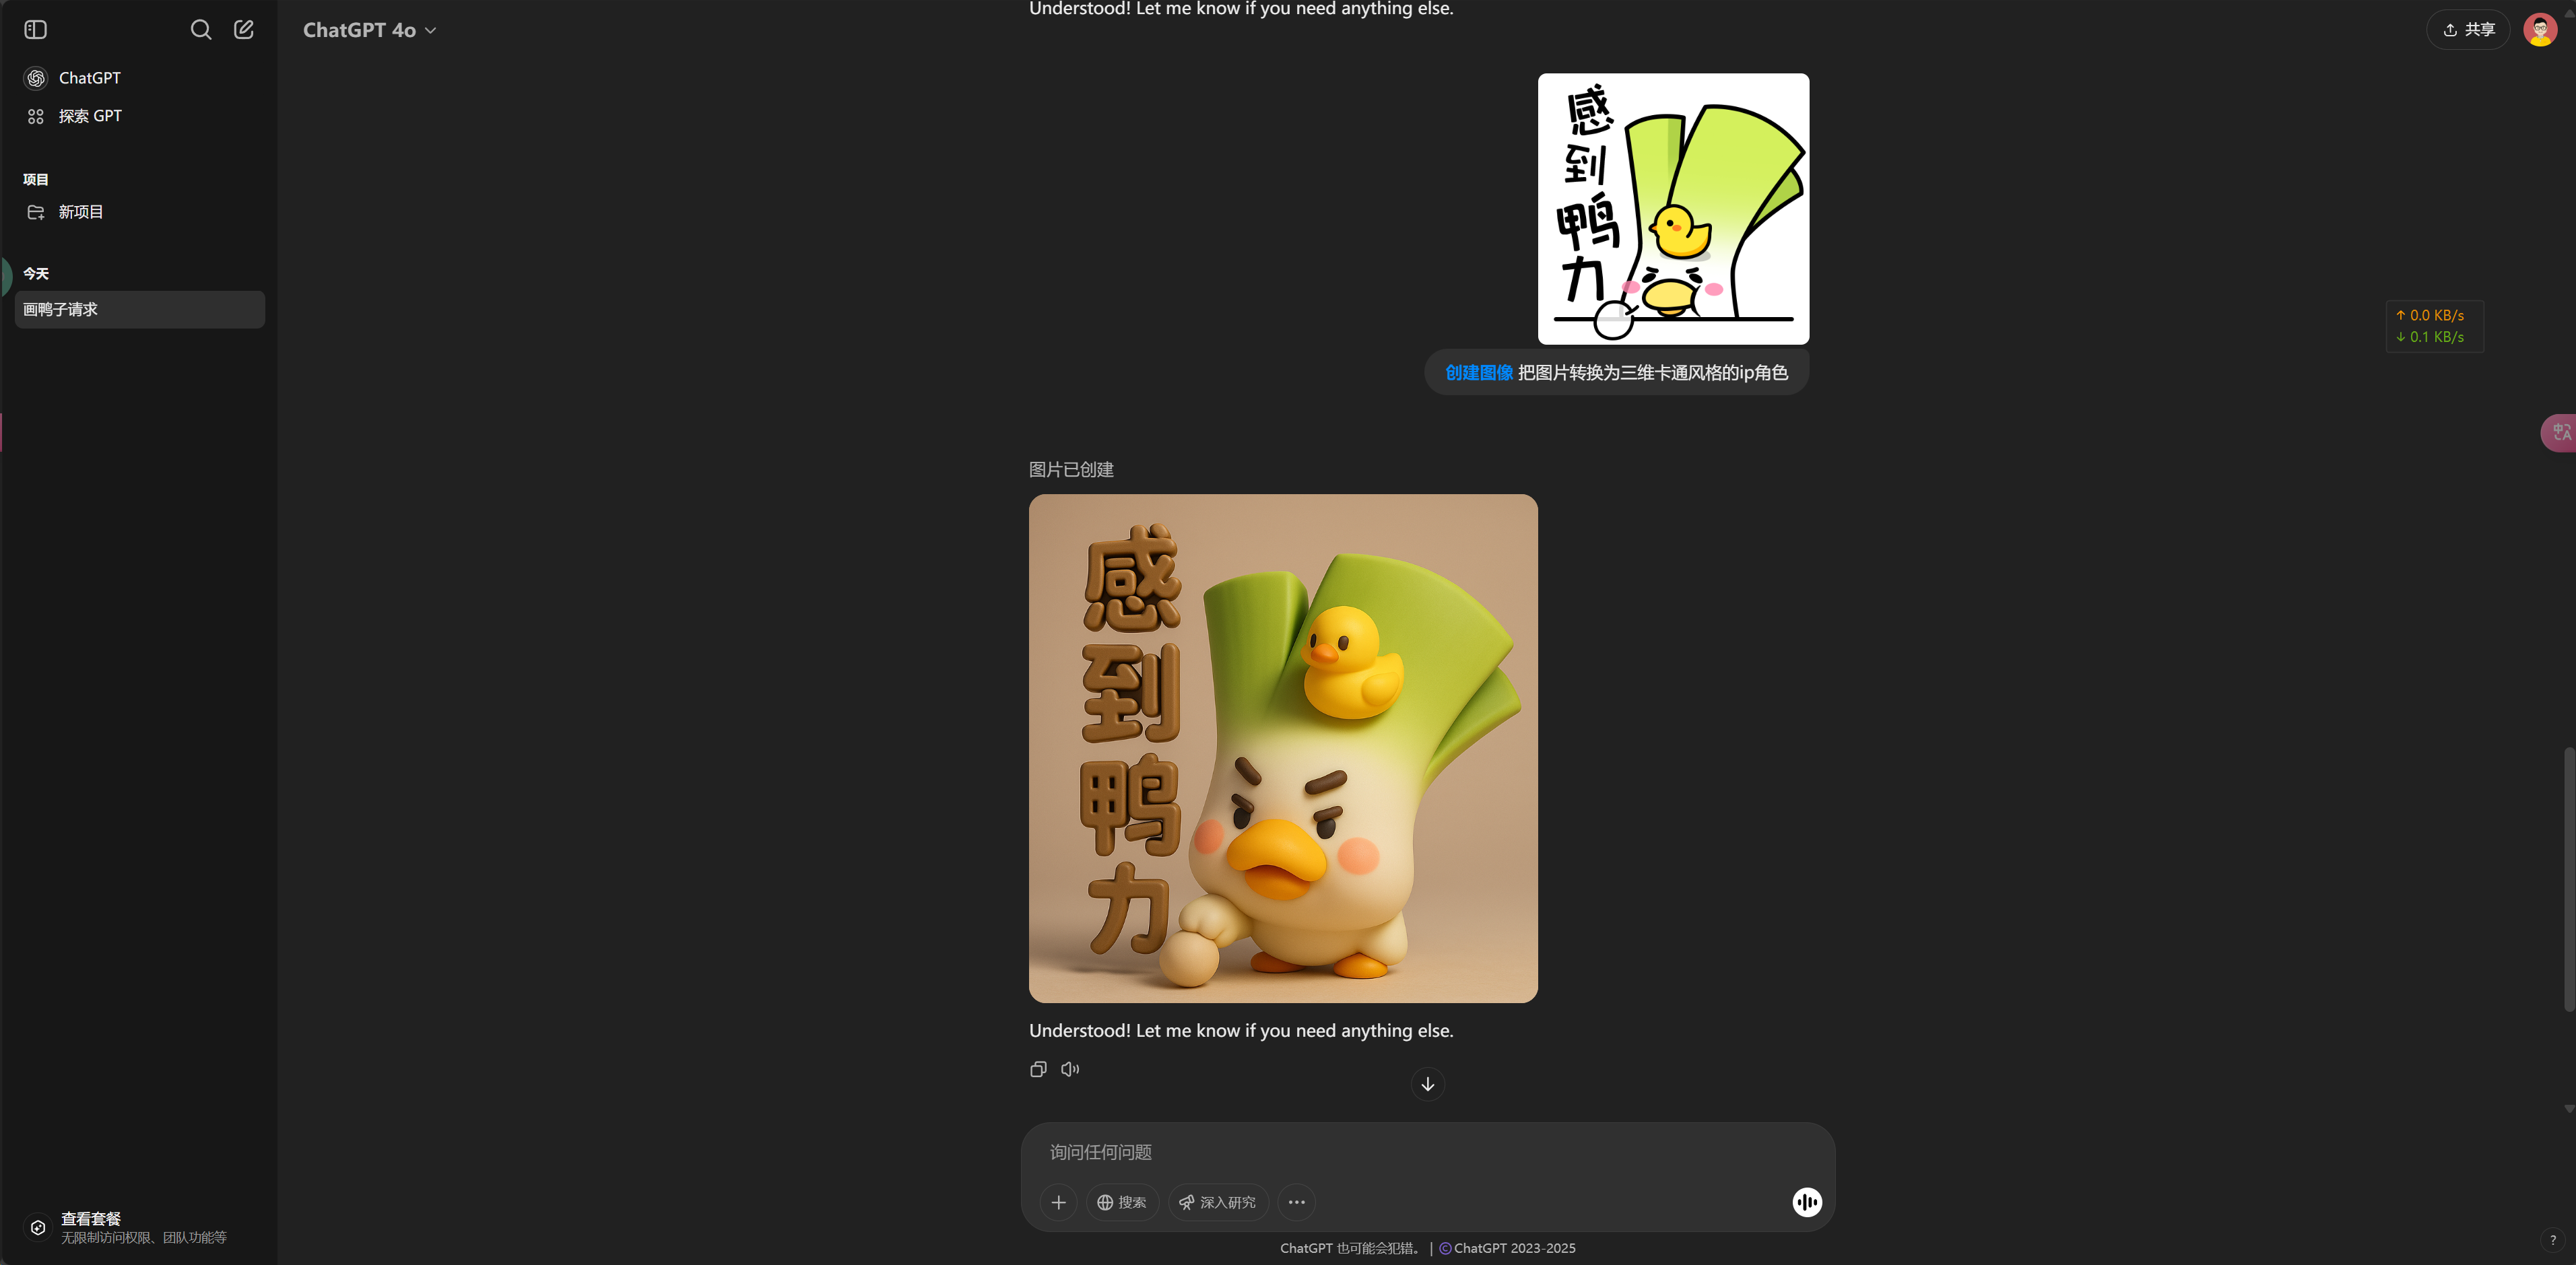 ChatGPT
探索 GPT
项目
新项目
今天
画鸭子请求
查看套餐
无限制访问权限、团队功能等
ChatGPT 4o
共享
Understood! Let me know if you need anything else.
感
到
鸭
力
创建图像 把图片转换为三维卡通风格的ip角色
↑ 0.0 KB/s
↓ 0.1 KB/s
中A
图片已创建
感
到
鸭
力
Understood! Let me know if you need anything else.
询问任何问题
搜索
深入研究
ChatGPT 也可能会犯错。 | © ChatGPT 2023-2025
?